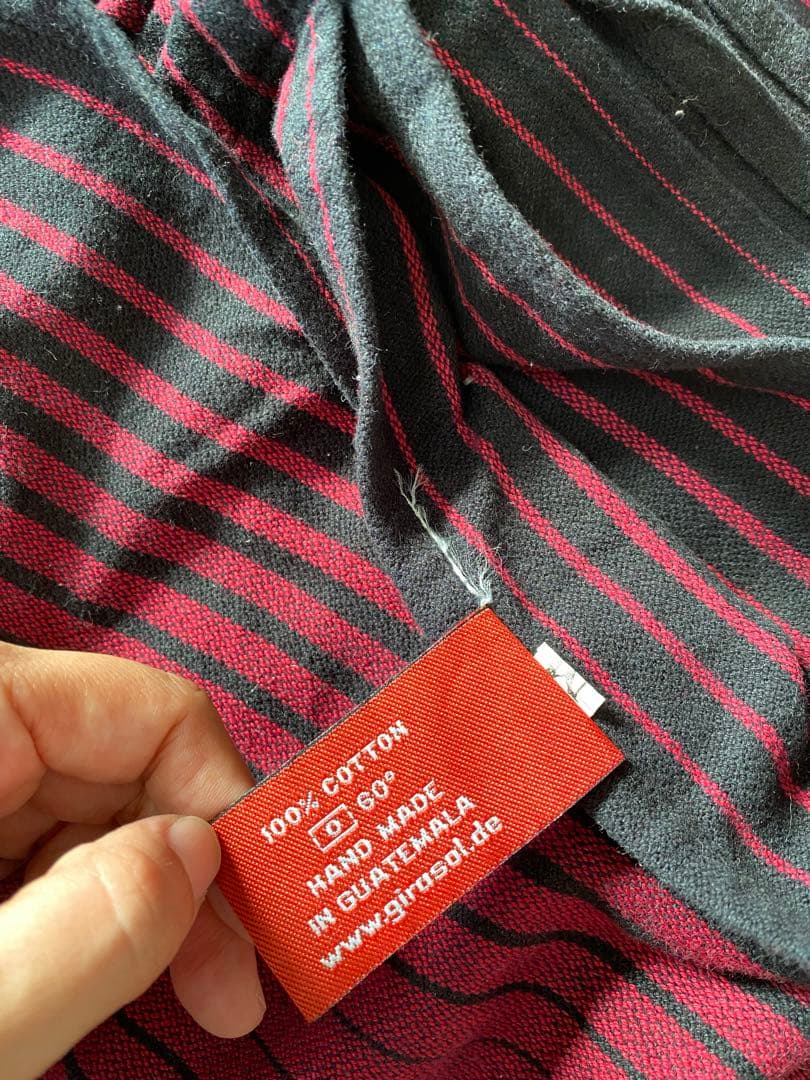 100% COTTON
60°
HAND MADE
IN GUATEMALA
www.girasol.de